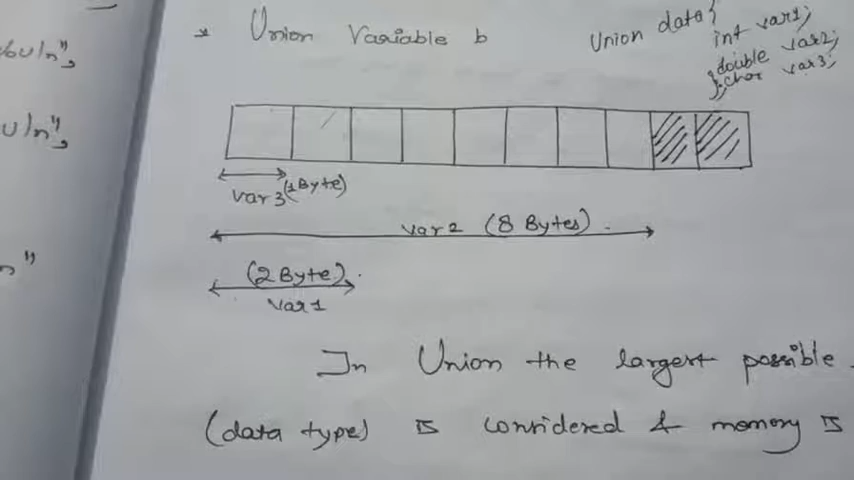 bu\n");
u\n");
n"
* Union Variable b
Union data{
int var1;
double var2;
char var3;
};
var3 (1 Byte)
var2 (8 Bytes).
(2 Byte).
var1
In Union the largest possible
(data type) is considered & memory is